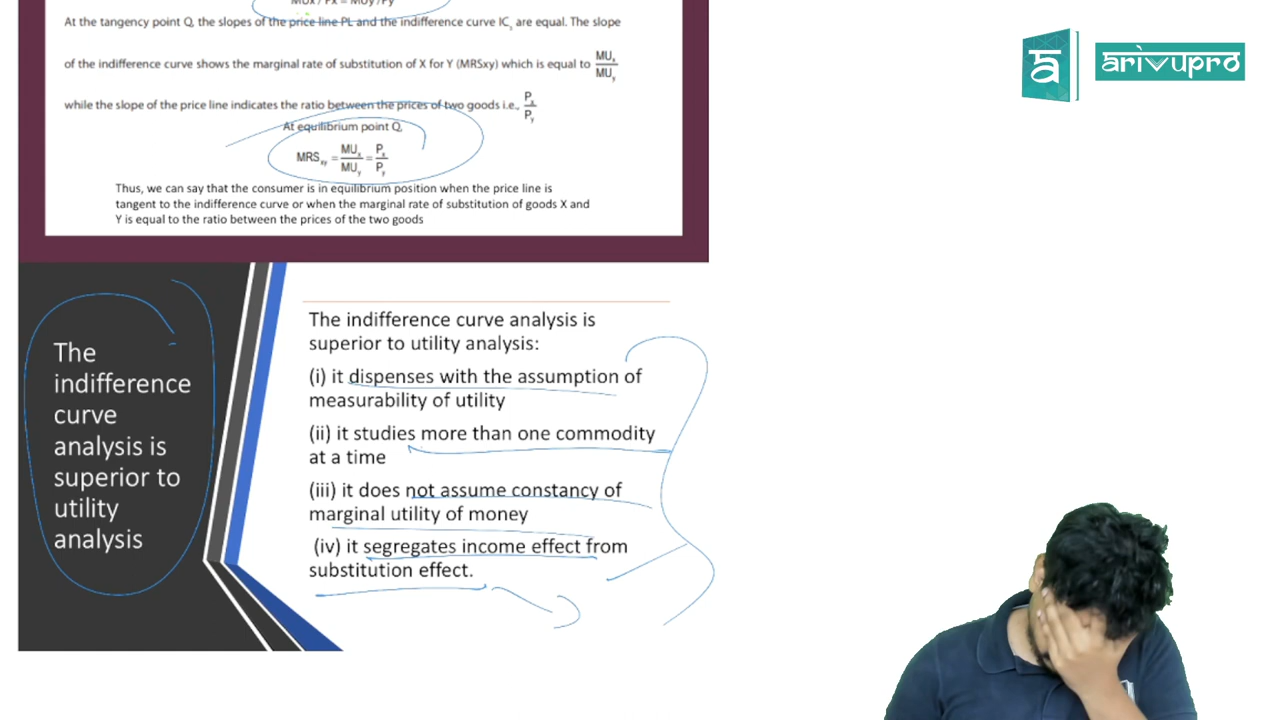 MUx / Px = MUy/Py
At the tangency point Q, the slopes of the price line PL and the indifference curve IC3 are equal. The slope
of the indifference curve shows the marginal rate of substitution of X for Y (MRSxy) which is equal to MUx/MUy
while the slope of the price line indicates the ratio between the prices of two goods i.e., Px/Py
At equilibrium point Q,
MRSxy = MUx/MUy = Px/Py
Thus, we can say that the consumer is in equilibrium position when the price line is
tangent to the indifference curve or when the marginal rate of substitution of goods X and
Y is equal to the ratio between the prices of the two goods
The
indifference
curve
analysis is
superior to
utility
analysis
The indifference curve analysis is
superior to utility analysis:
(i) it dispenses with the assumption of
measurability of utility
(ii) it studies more than one commodity
at a time
(iii) it does not assume constancy of
marginal utility of money
(iv) it segregates income effect from
substitution effect.
arivupro